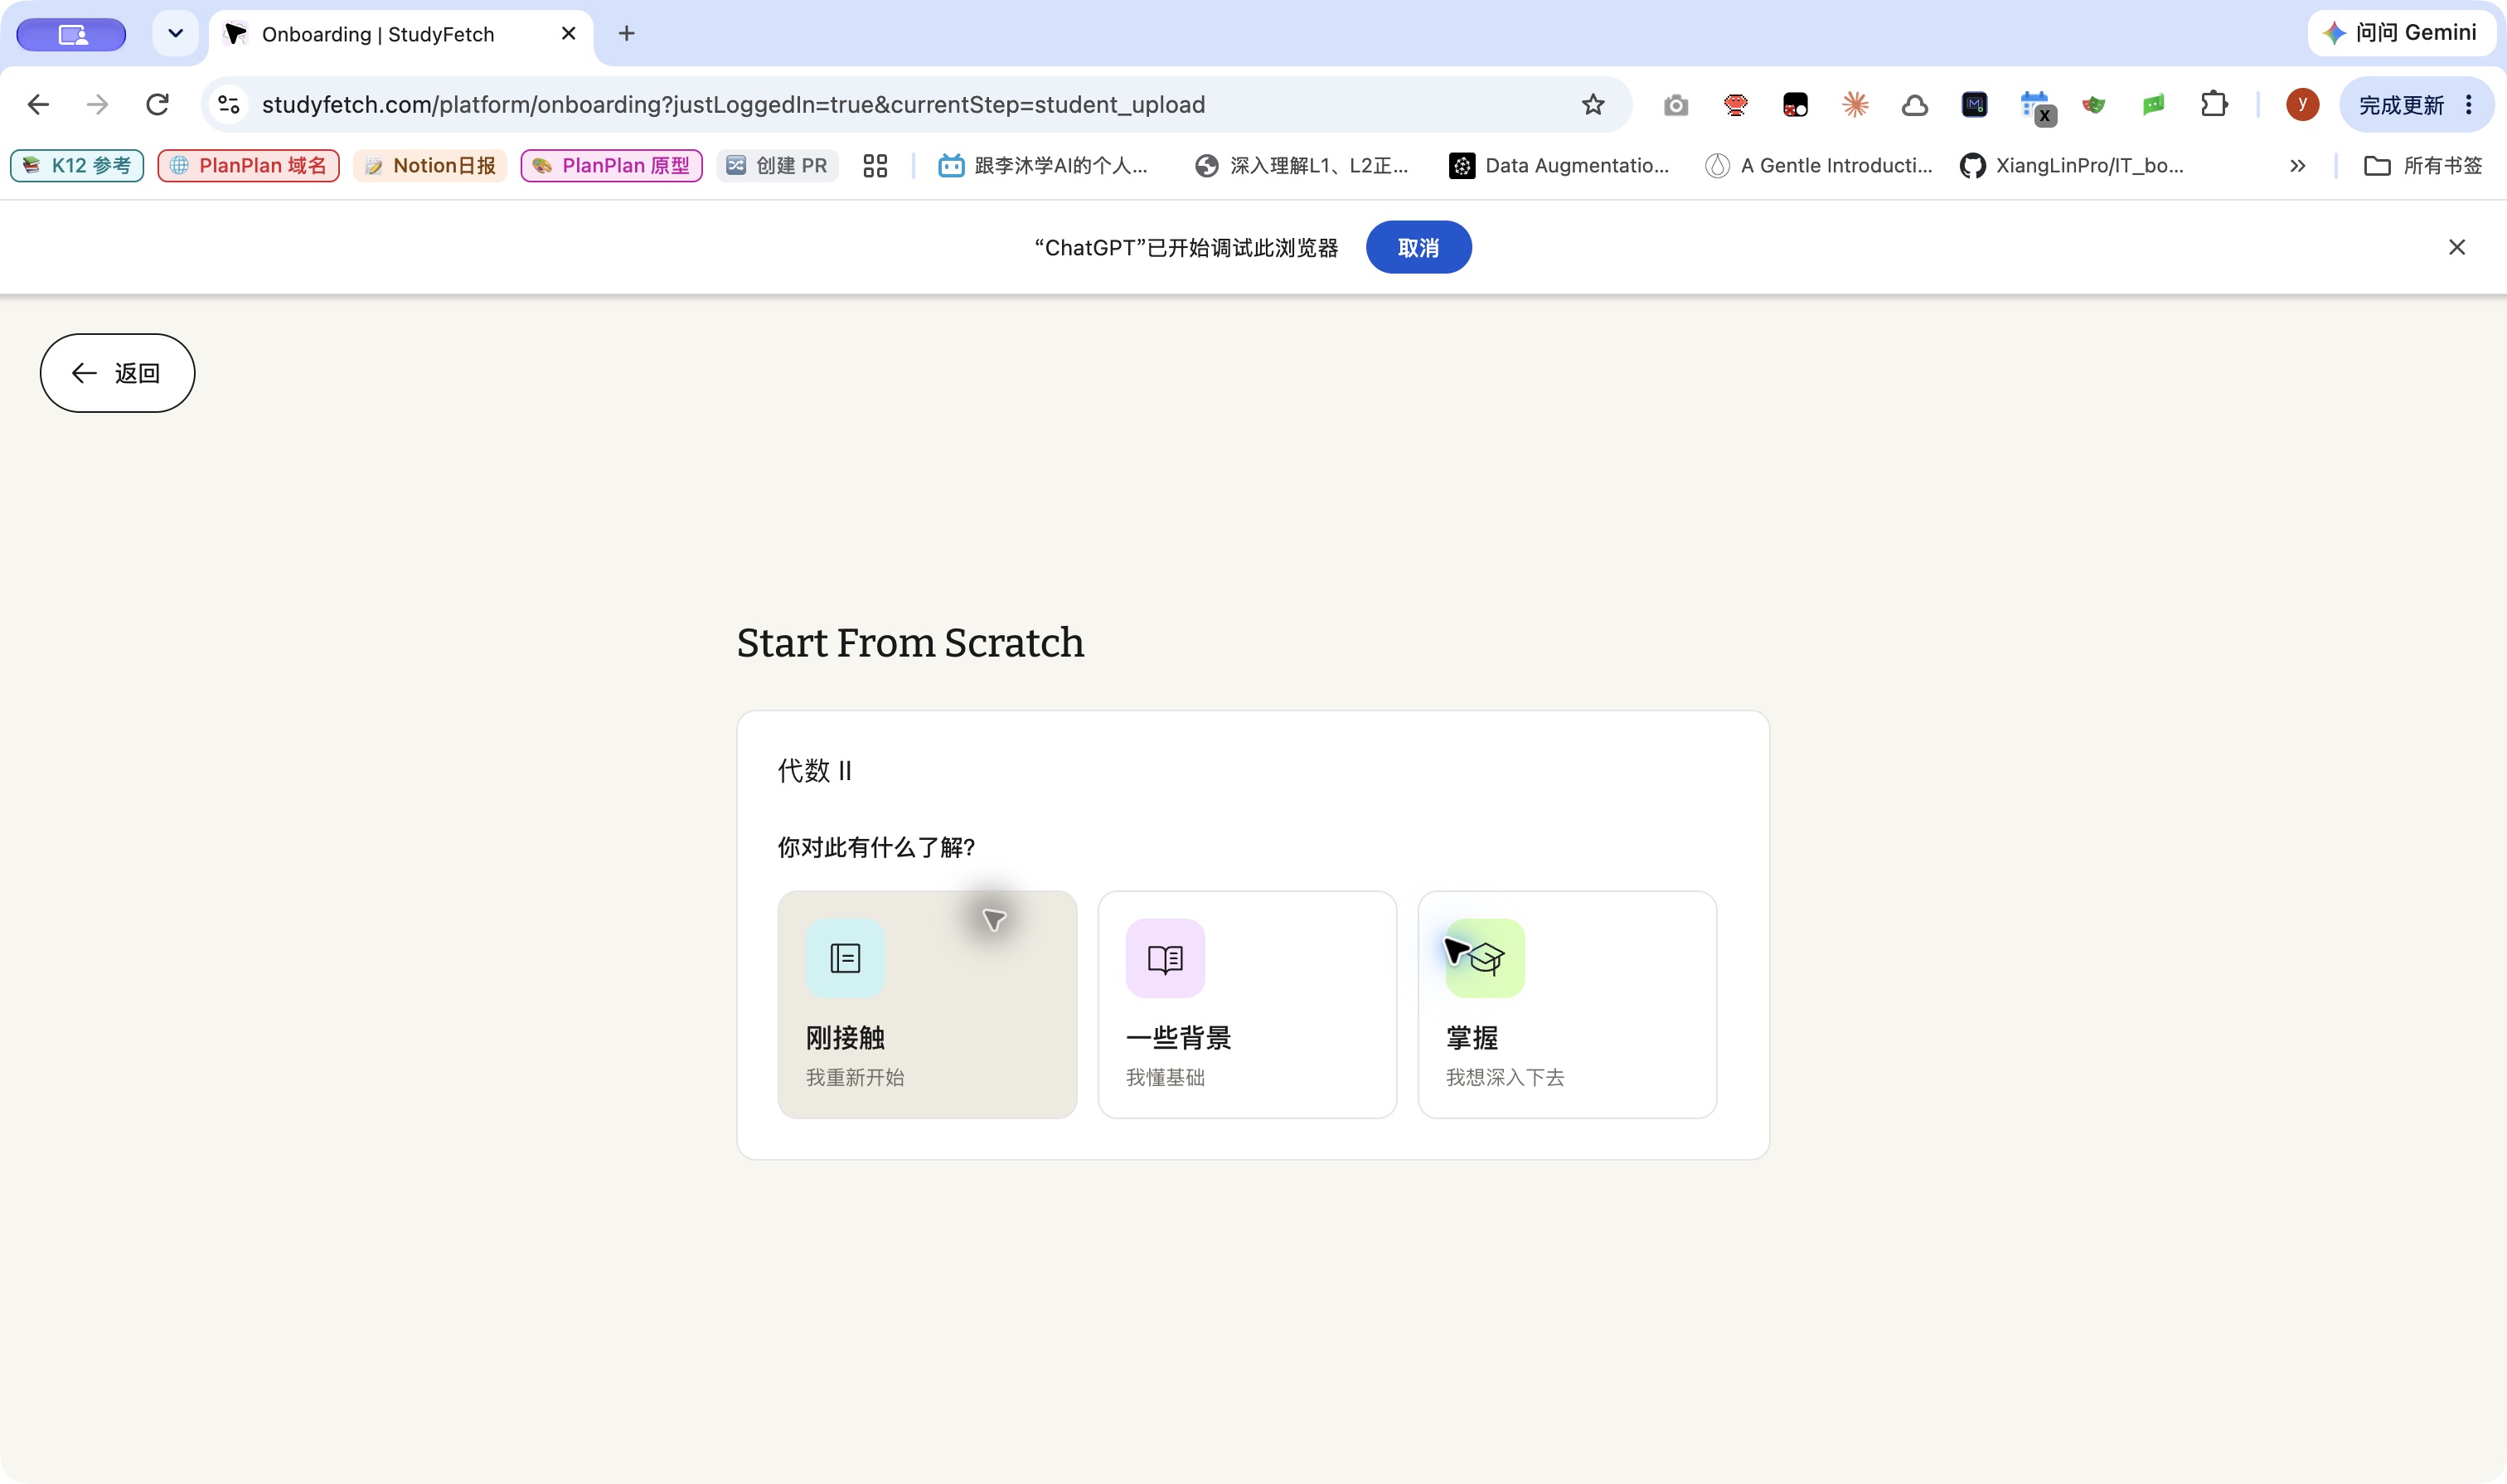 Onboarding | StudyFetch
问问 Gemini
studyfetch.com/platform/onboarding?justLoggedIn=true&currentStep=student_upload
X
y
完成更新
K12 参考
PlanPlan 域名
Notion日报
PlanPlan 原型
创建 PR
跟李沐学AI的个人...
深入理解L1、L2正...
Data Augmentatio...
A Gentle Introducti...
XiangLinPro/IT_bo...
所有书签
“ChatGPT”已开始调试此浏览器
取消
返回
Start From Scratch
代数 II
你对此有什么了解?
刚接触
我重新开始
一些背景
我懂基础
掌握
我想深入下去